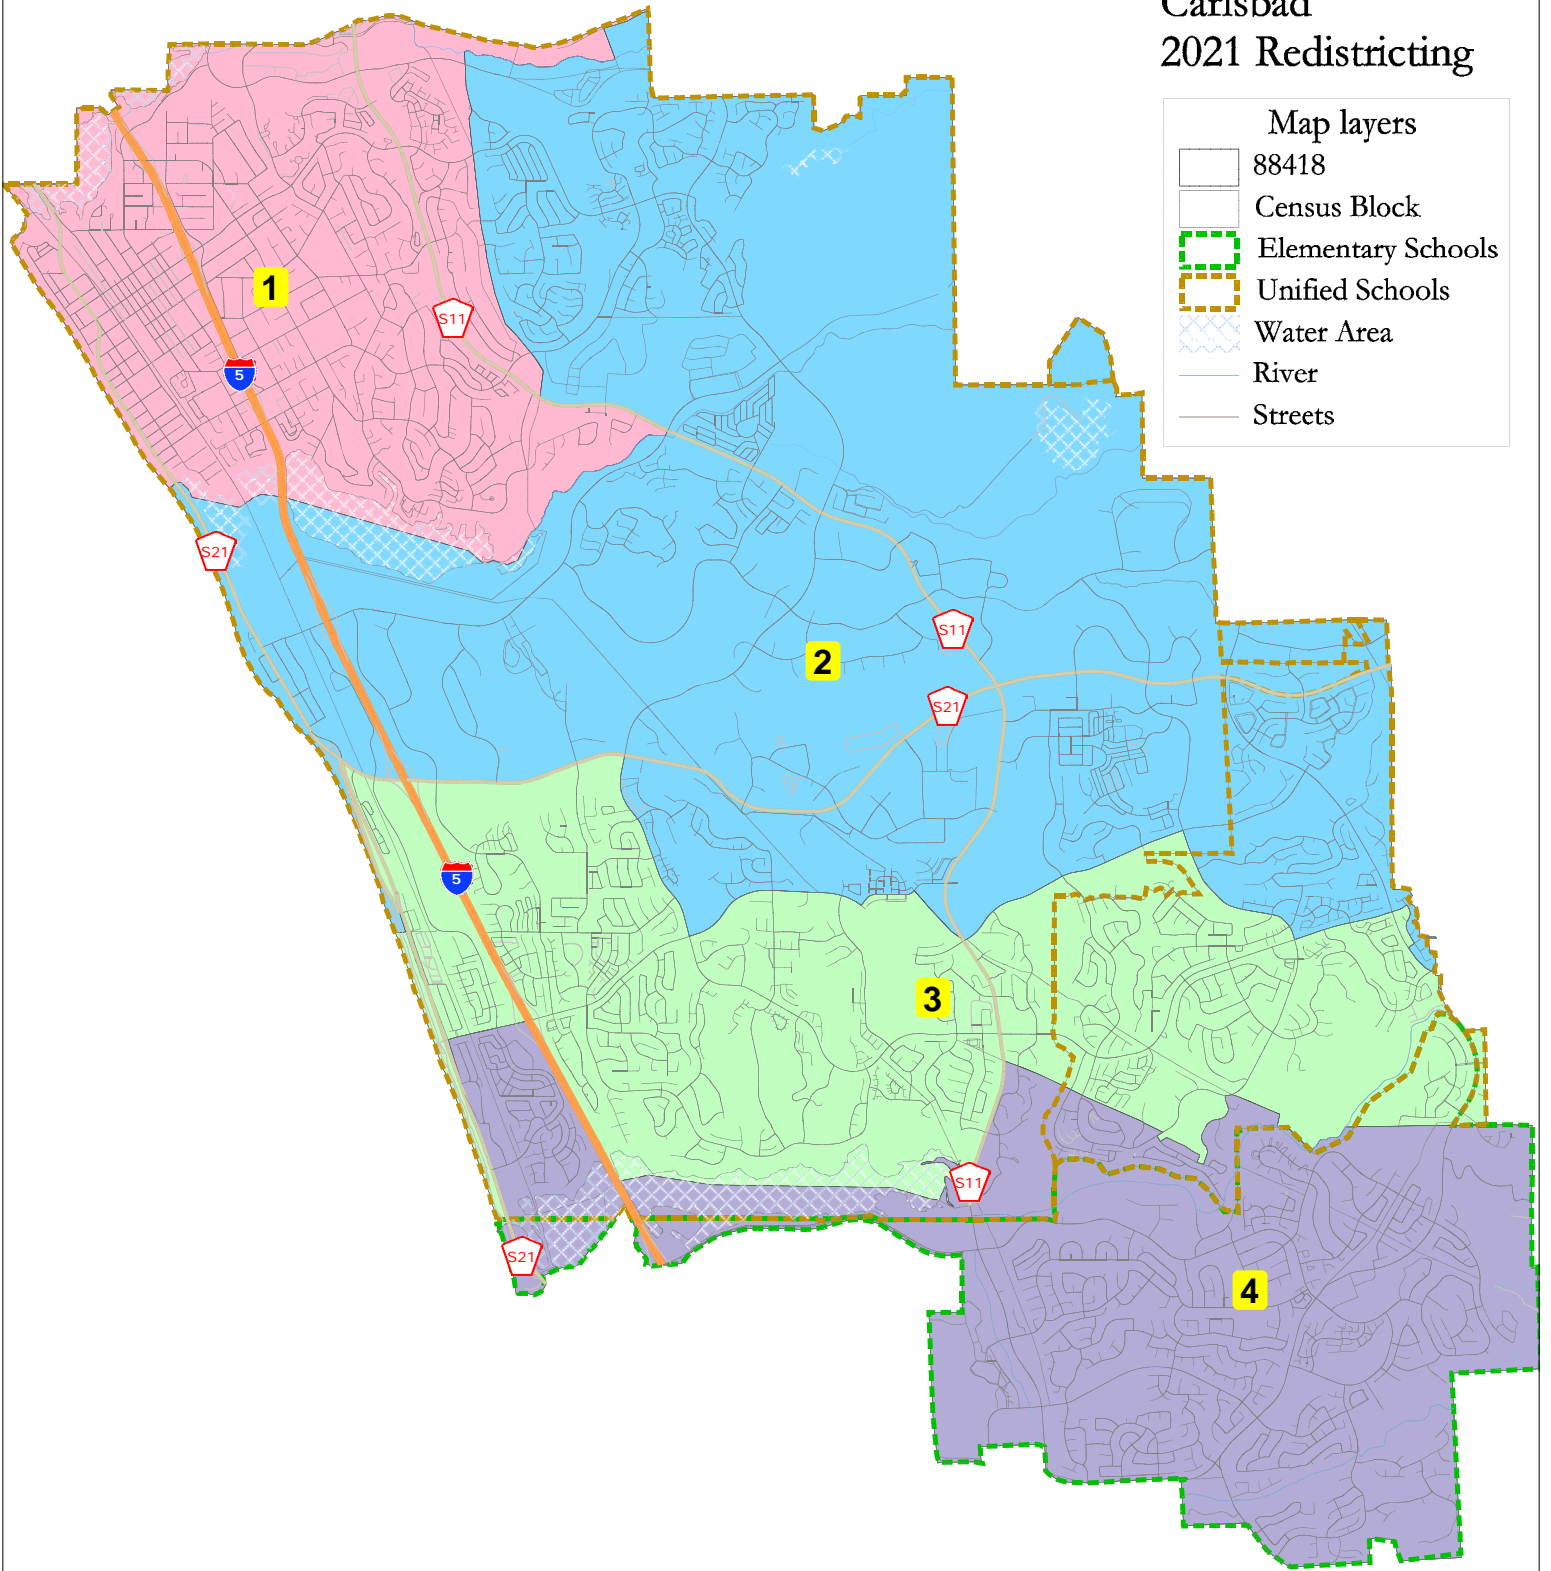 Carlsbad
2021 Redistricting
Map layers
88418
Census Block
Elementary Schools
Unified Schools
Water Area
River
Streets
1
S11
5
S21
S11
2
S21
5
3
S11
S21
4